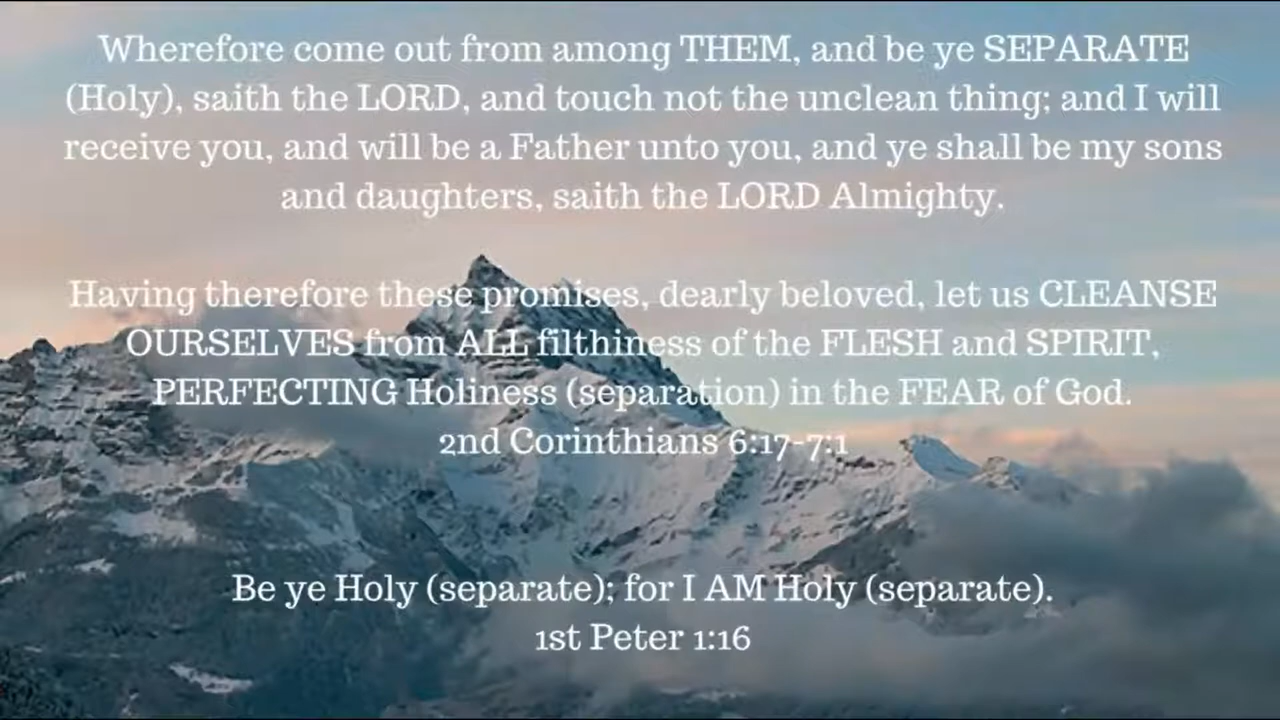 Wherefore come out from among THEM, and be ye SEPARATE
(Holy), saith the LORD, and touch not the unclean thing; and I will
receive you, and will be a Father unto you, and ye shall be my sons
and daughters, saith the LORD Almighty.
Having therefore these promises, dearly beloved, let us CLEANSE
OURSELVES from ALL filthiness of the FLESH and SPIRIT,
PERFECTING Holiness (separation) in the FEAR of God.
2nd Corinthians 6:17-7:1
Be ye Holy (separate); for I AM Holy (separate).
1st Peter 1:16